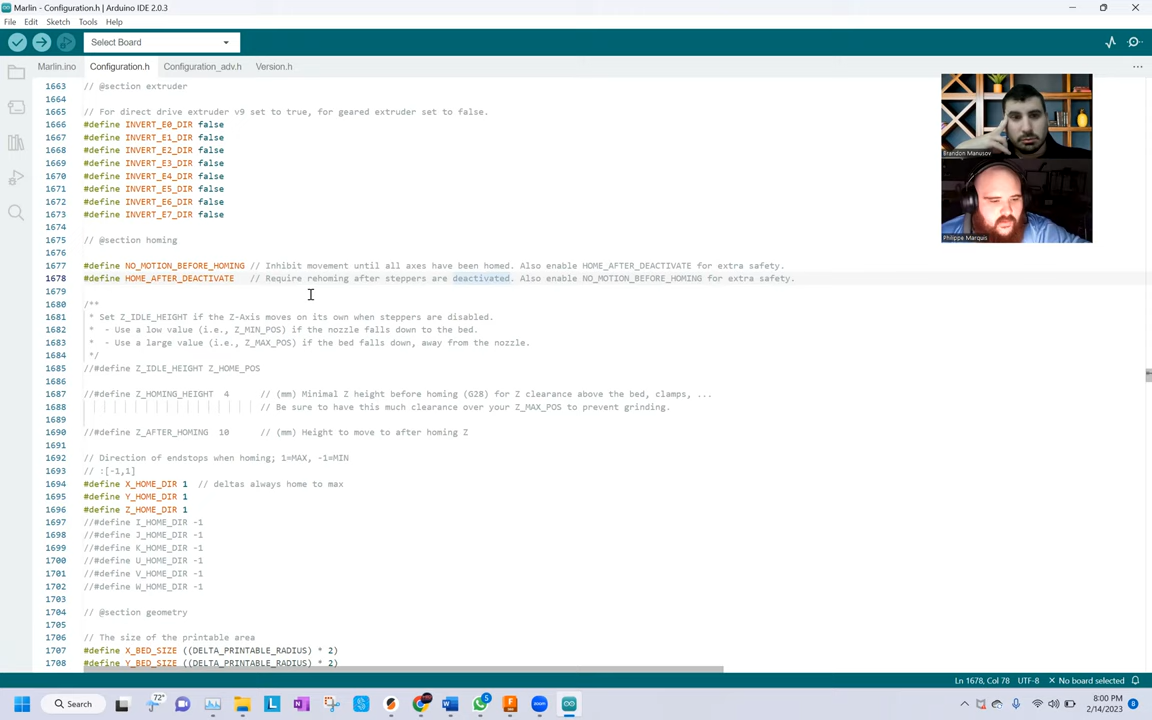 Marlin - Configuration.h | Arduino IDE 2.0.3
File Edit Sketch Tools Help
Select Board
Marlin.ino Configuration.h Configuration_adv.h Version.h
1663 // @section extruder
1664
1665 // For direct drive extruder v9 set to true, for geared extruder set to false.
1666 #define INVERT_E0_DIR false
1667 #define INVERT_E1_DIR false
1668 #define INVERT_E2_DIR false
1669 #define INVERT_E3_DIR false
1670 #define INVERT_E4_DIR false
1671 #define INVERT_E5_DIR false
1672 #define INVERT_E6_DIR false
1673 #define INVERT_E7_DIR false
1674
1675 // @section homing
1676
1677 #define NO_MOTION_BEFORE_HOMING // Inhibit movement until all axes have been homed. Also enable HOME_AFTER_DEACTIVATE for extra safety.
1678 #define HOME_AFTER_DEACTIVATE // Require rehoming after steppers are deactivated. Also enable NO_MOTION_BEFORE_HOMING for extra safety.
1679
1680 /**
1681 * Set Z_IDLE_HEIGHT if the Z-Axis moves on its own when steppers are disabled.
1682 * - Use a low value (i.e., Z_MIN_POS) if the nozzle falls down to the bed.
1683 * - Use a large value (i.e., Z_MAX_POS) if the bed falls down, away from the nozzle.
1684 */
1685 //#define Z_IDLE_HEIGHT Z_HOME_POS
1686
1687 //#define Z_HOMING_HEIGHT 4 // (mm) Minimal Z height before homing (G28) for Z clearance above the bed, clamps, ...
1688 // Be sure to have this much clearance over your Z_MAX_POS to prevent grinding.
1689
1690 //#define Z_AFTER_HOMING 10 // (mm) Height to move to after homing Z
1691
1692 // Direction of endstops when homing; 1=MAX, -1=MIN
1693 // :[-1,1]
1694 #define X_HOME_DIR 1 // deltas always home to max
1695 #define Y_HOME_DIR 1
1696 #define Z_HOME_DIR 1
1697 //#define I_HOME_DIR -1
1698 //#define J_HOME_DIR -1
1699 //#define K_HOME_DIR -1
1700 //#define U_HOME_DIR -1
1701 //#define V_HOME_DIR -1
1702 //#define W_HOME_DIR -1
1703
1704 // @section geometry
1705
1706 // The size of the printable area
1707 #define X_BED_SIZE ((DELTA_PRINTABLE_RADIUS) * 2)
1708 #define Y_BED_SIZE ((DELTA_PRINTABLE_RADIUS) * 2)
Brandon Manusov
Philippe Marquis
Ln 1678, Col 78 UTF-8 No board selected
Search 72° 5 8:00 PM
2/14/2023 8